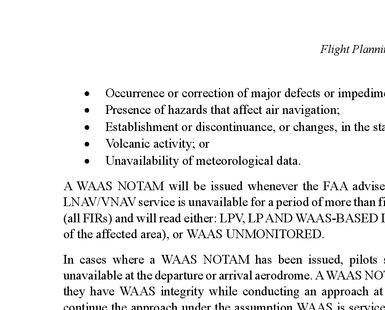 Flight Planni
• Occurrence or correction of major defects or impedim
• Presence of hazards that affect air navigation;
• Establishment or discontinuance, or changes, in the sta
• Volcanic activity; or
• Unavailability of meteorological data.
A WAAS NOTAM will be issued whenever the FAA advise
LNAV/VNAV service is unavailable for a period of more than fi
(all FIRs) and will read either: LPV, LP AND WAAS-BASED L
of the affected area), or WAAS UNMONITORED.
In cases where a WAAS NOTAM has been issued, pilots s
unavailable at the departure or arrival aerodrome. A WAAS NOT
they have WAAS integrity while conducting an approach at
continue the approach under the assumption WAAS is service